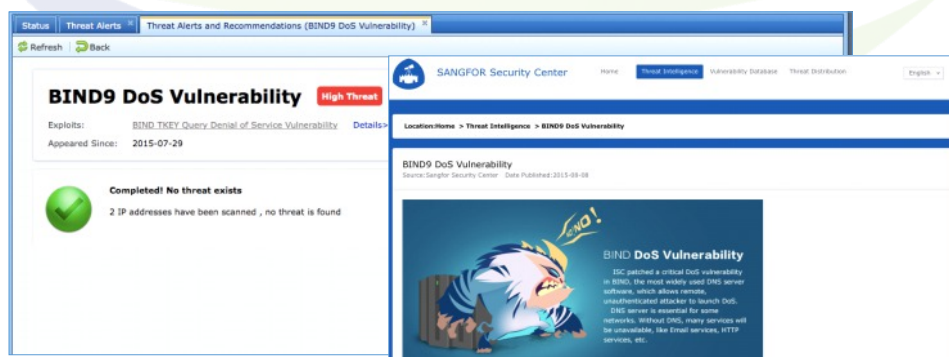 Status Threat Alerts Threat Alerts and Recommendations (BIND9 DoS Vulnerability)
Refresh Back
BIND9 DoS Vulnerability High Threat
Exploits: BIND TKEY Query Denial of Service Vulnerability Details>
Appeared Since: 2015-07-29
Completed! No threat exists
2 IP addresses have been scanned , no threat is found
SANGFOR Security Center Home Threat Intelligence Vulnerability Database Threat Distribution English
Location:Home > Threat Intelligence > BIND9 DoS Vulnerability
BIND9 DoS Vulnerability
Source:Sangfor Security Center Date Published:2015-08-08
BIND!
BIND DoS Vulnerability
ISC patched a critical DoS vulnerability
in BIND, the most widely used DNS server
software, which allows remote,
unauthenticated attacker to launch DoS.
DNS server is essential for some
networks. Without DNS, many services will
be unavailable, like Email services, HTTP
services, etc.